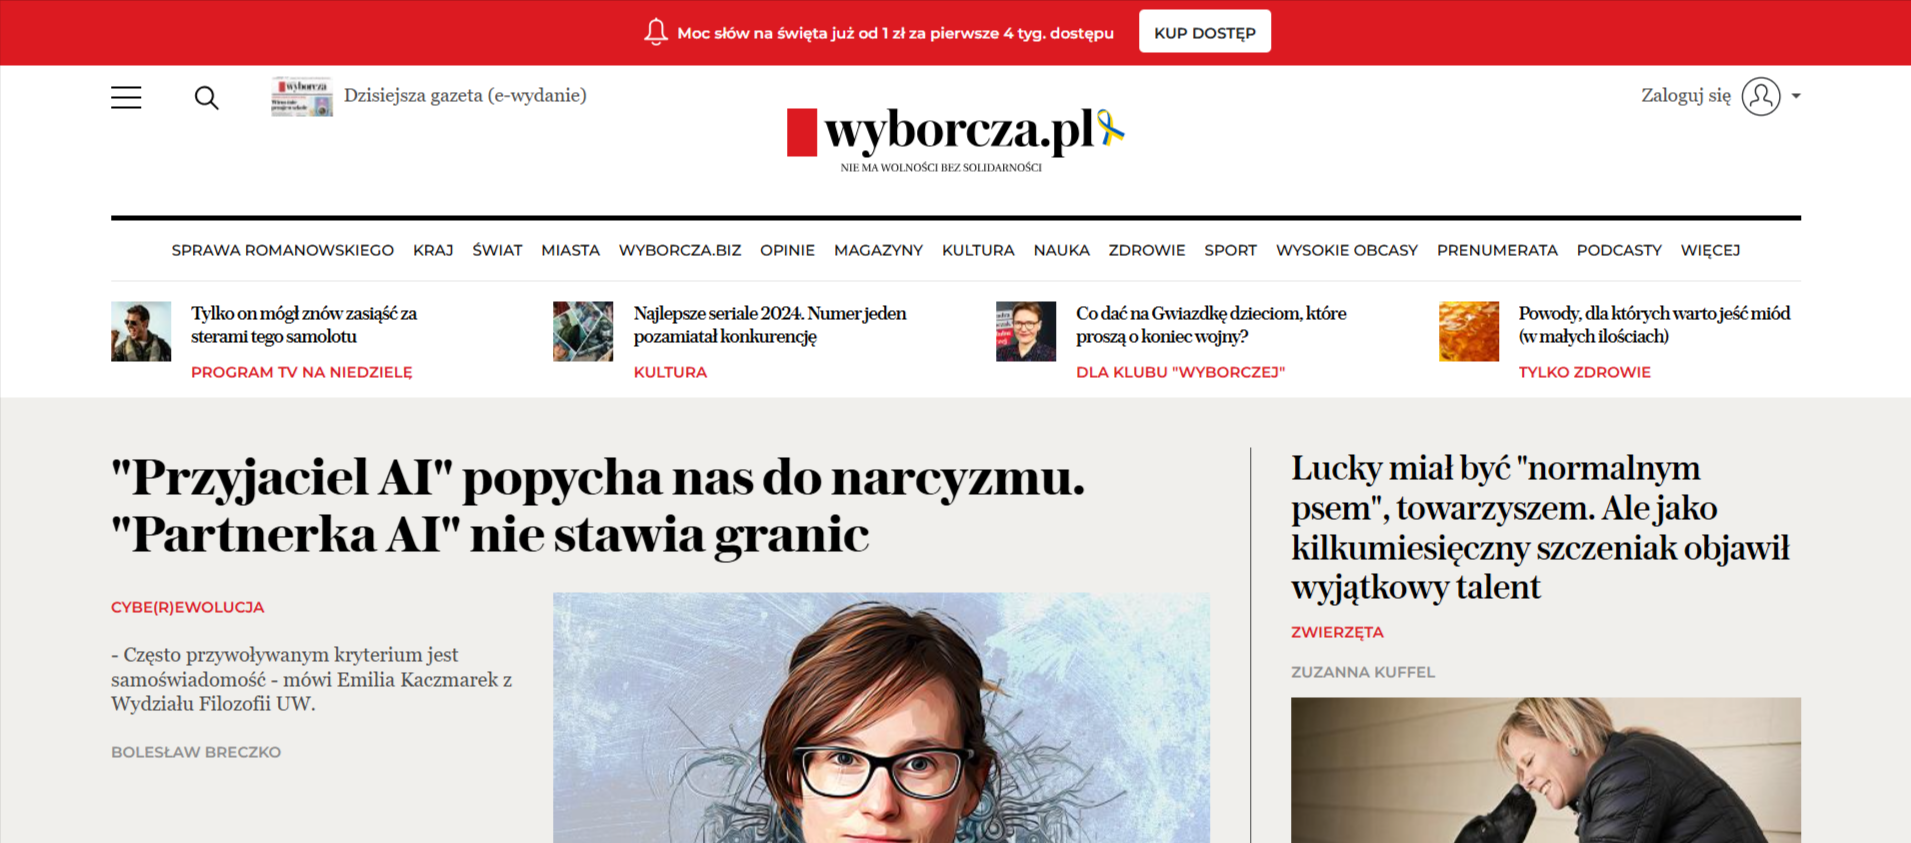 Moc słów na święta już od 1 zł za pierwsze 4 tyg. dostępu
KUP DOSTĘP
wyborcza
Dzisiejsza gazeta (e-wydanie)
Zaloguj się
wyborcza.pl
NIE MA WOLNOŚCI BEZ SOLIDARNOŚCI
SPRAWA ROMANOWSKIEGO KRAJ ŚWIAT MIASTA WYBORCZA.BIZ OPINIE MAGAZYNY KULTURA NAUKA ZDROWIE SPORT WYSOKIE OBCASY PRENUMERATA PODCASTY WIĘCEJ
Tylko on mógł znów zasiąść za
sterami tego samolotu
PROGRAM TV NA NIEDZIELĘ
Najlepsze seriale 2024. Numer jeden
pozamiatał konkurencję
KULTURA
Co dać na Gwiazdkę dzieciom, które
proszą o koniec wojny?
DLA KLUBU "WYBORCZEJ"
Powody, dla których warto jeść miód
(w małych ilościach)
TYLKO ZDROWIE
"Przyjaciel AI" popycha nas do narcyzmu.
"Partnerka AI" nie stawia granic
CYBE(R)EWOLUCJA
- Często przywoływanym kryterium jest
samoświadomość - mówi Emilia Kaczmarek z
Wydziału Filozofii UW.
BOLESŁAW BRECZKO
Lucky miał być "normalnym
psem", towarzyszem. Ale jako
kilkumiesięczny szczeniak objawił
wyjątkowy talent
ZWIERZĘTA
ZUZANNA KUFFEL